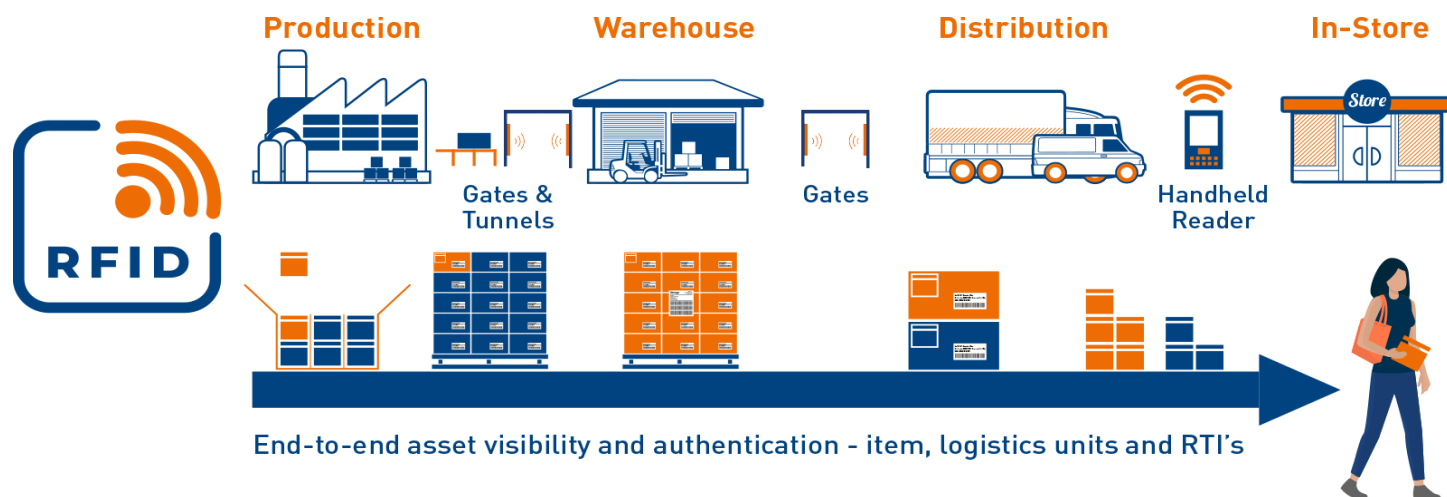 Production
Warehouse
Distribution
In-Store
Store
RFID
Gates &
Tunnels
Gates
Handheld
Reader
End-to-end asset visibility and authentication - item, logistics units and RTI's